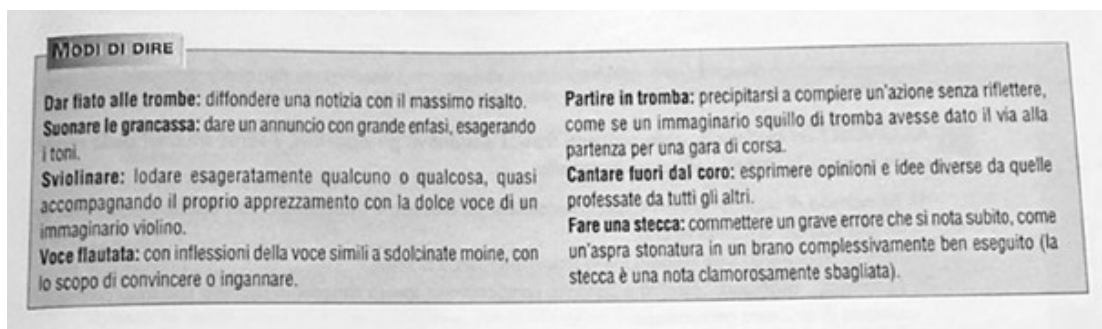 MODI DI DIRE
Dar fiato alle trombe: diffondere una notizia con il massimo risalto.
Suonare le grancassa: dare un annuncio con grande enfasi, esagerando
i toni.
Sviolinare: lodare esageratamente qualcuno o qualcosa, quasi
accompagnando il proprio apprezzamento con la dolce voce di un
immaginario violino.
Voce flautata: con inflessioni della voce simili a sdolcinate moine, con
lo scopo di convincere o ingannare.
Partire in tromba: precipitarsi a compiere un'azione senza riflettere,
come se un immaginario squillo di tromba avesse dato il via alla
partenza per una gara di corsa.
Cantare fuori dal coro: esprimere opinioni e idee diverse da quelle
professate da tutti gli altri.
Fare una stecca: commettere un grave errore che si nota subito, come
un'aspra stonatura in un brano complessivamente ben eseguito (la
stecca è una nota clamorosamente sbagliata).